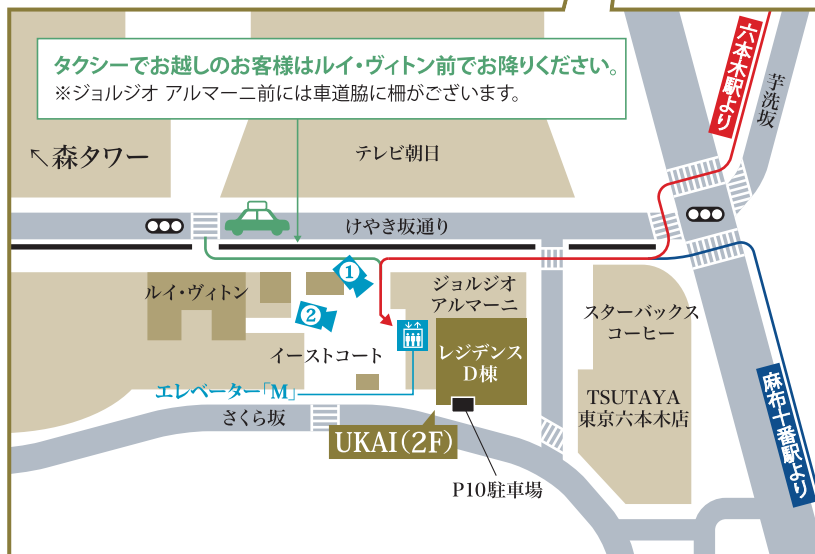 タクシーでお越しのお客様はルイ・ヴィトン前でお降りください。
※ジョルジオ アルマーニ前には車道脇に柵がございます。
六本木駅より
芋洗坂
↖森タワー
テレビ朝日
けやき坂通り
ルイ・ヴィトン
1
2
ジョルジオ
アルマーニ
スターバックス
コーヒー
イーストコート
レジデンス
D棟
エレベーター「M」
さくら坂
TSUTAYA
東京六本木店
麻布十番駅より
UKAI(2F)
P10駐車場